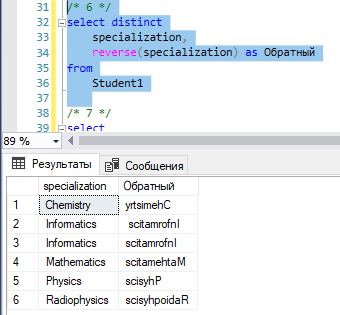 31 /* 6 */
32 select distinct
33 specialization,
34 reverse(specialization) as Обратный
35 from
36 Student1
37
38 /* 7 */
39 select
89 %
Результаты Сообщения
specialization Обратный
1 Chemistry yrtsimehC
2 Informatics scitamrofnI
3 Informatics scitamrofnI
4 Mathematics scitamehtaM
5 Physics scisyhP
6 Radiophysics scisyhpoidaR